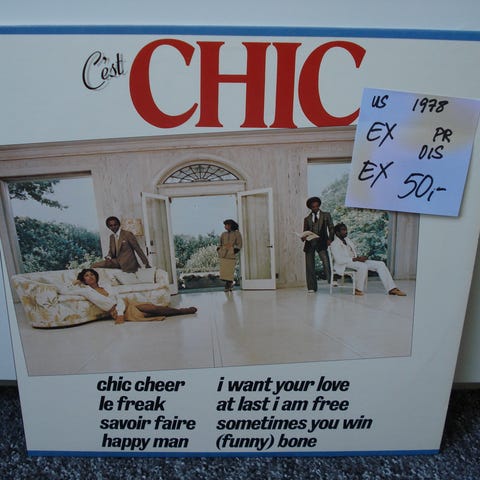 C'est
CHIC
US 1978
EX PR
DIS
EX 50,-
chic cheer i want your love
le freak at last i am free
savoir faire sometimes you win
happy man (funny) bone